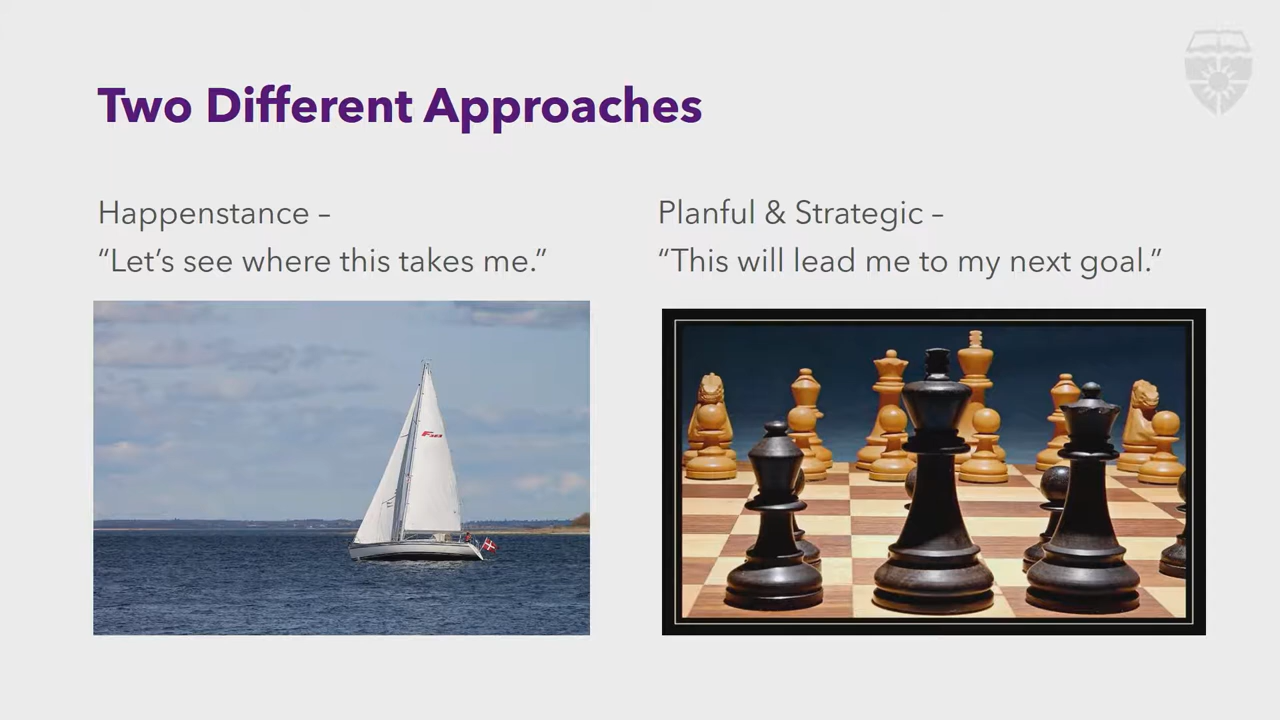 Two Different Approaches
Happenstance –
“Let’s see where this takes me.”
Planful & Strategic –
“This will lead me to my next goal.”